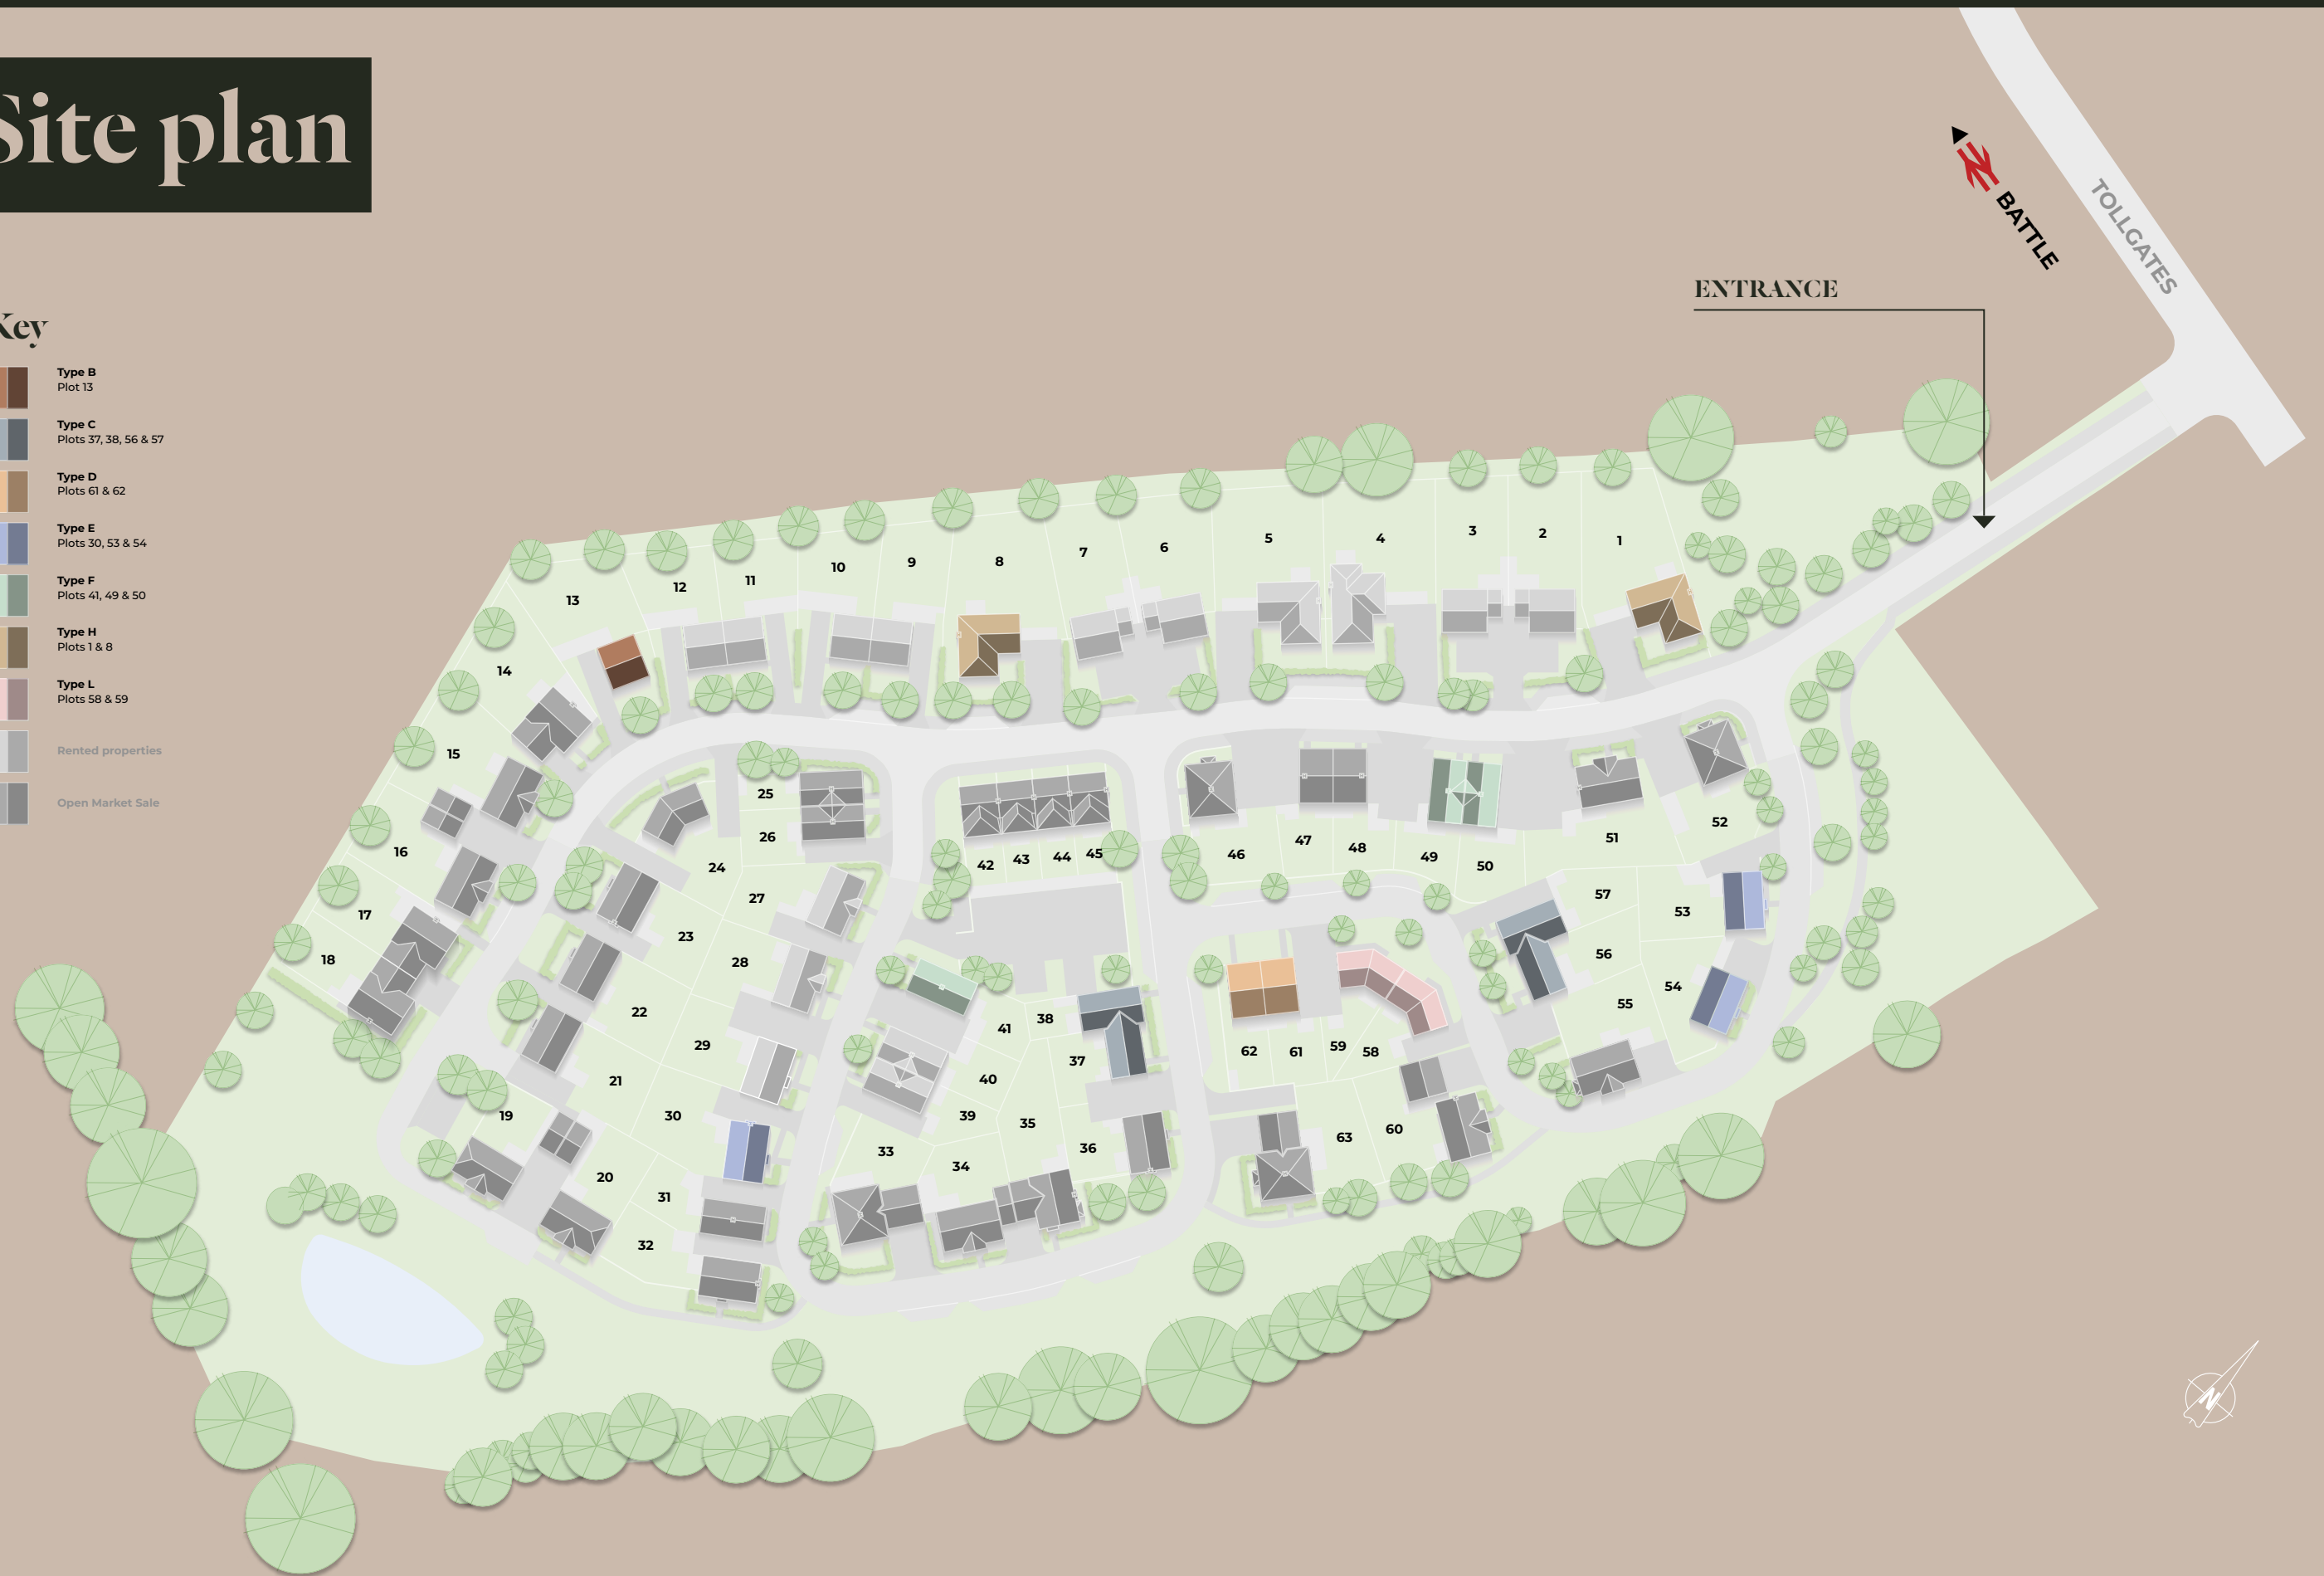 Site plan
BATTLE
TOLLGATES
ENTRANCE
Key
Type B
Plot 13
Type C
Plots 37, 38, 56 & 57
Type D
Plots 61 & 62
Type E
Plots 30, 53 & 54
Type F
Plots 41, 49 & 50
Type H
Plots 1 & 8
Type L
Plots 58 & 59
Rented properties
Open Market Sale
1
2
3
4
5
6
7
8
9
10
11
12
13
14
15
16
17
18
19
20
21
22
23
24
25
26
27
28
29
30
31
32
33
34
35
36
37
38
39
40
41
42
43
44
45
46
47
48
49
50
51
52
53
54
55
56
57
58
59
60
61
62
63
N